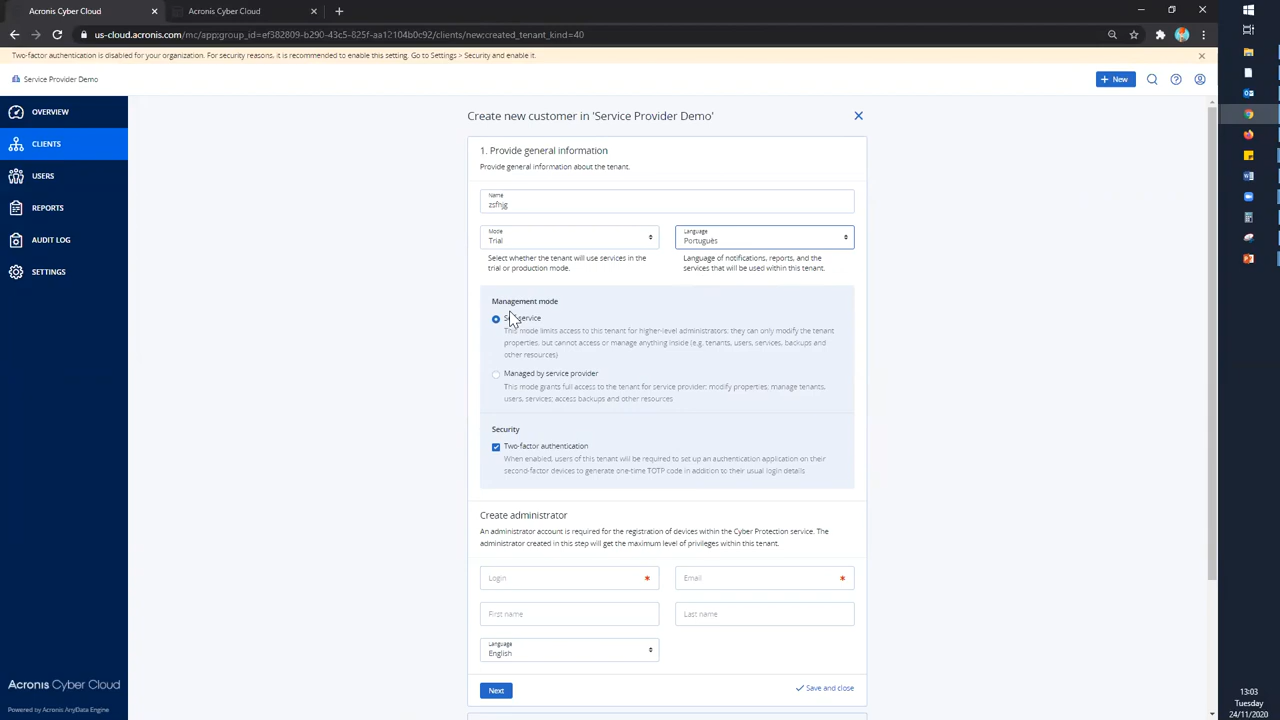 Acronis Cyber Cloud
Acronis Cyber Cloud
us-cloud.acronis.com/mc/app;group_id=ef382809-b290-43c5-825f-aa12104b0c92/clients/new;created_tenant_kind=40
Two-factor authentication is disabled for your organization. For security reasons, it is recommended to enable this setting. Go to Settings > Security and enable it.
Service Provider Demo
+ New
OVERVIEW
CLIENTS
USERS
REPORTS
AUDIT LOG
SETTINGS
Create new customer in 'Service Provider Demo'
1. Provide general information
Provide general information about the tenant.
Name
zsfhjg
Mode
Trial
Language
Português
Select whether the tenant will use services in the
trial or production mode.
Language of notifications, reports, and the
services that will be used within this tenant.
Management mode
service
This mode limits access to this tenant for higher-level administrators: they can only modify the tenant
properties, but cannot access or manage anything inside (e.g. tenants, users, services, backups and
other resources)
Managed by service provider
This mode grants full access to the tenant for service provider: modify properties; manage tenants,
users, services; access backups and other resources
Security
Two-factor authentication
When enabled, users of this tenant will be required to set up an authentication application on their
second-factor devices to generate one-time TOTP code in addition to their usual login details
Create administrator
An administrator account is required for the registration of devices within the Cyber Protection service. The
administrator created in this step will get the maximum level of privileges within this tenant.
Login *
Email *
First name
Last name
Language
English
Next
Save and close
Acronis Cyber Cloud
Powered by Acronis AnyData Engine
13:03
Tuesday
24/11/2020